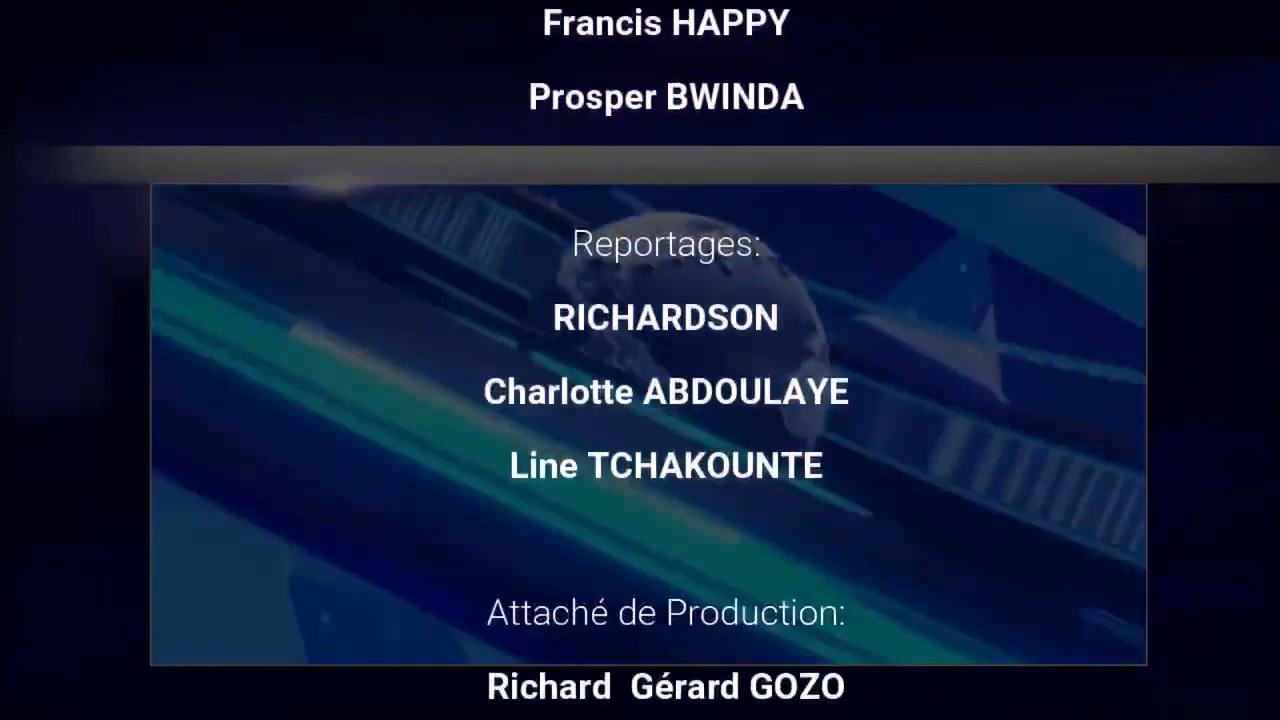 Francis HAPPY
Prosper BWINDA
Reportages:
RICHARDSON
Charlotte ABDOULAYE
Line TCHAKOUNTE
Attaché de Production:
Richard  Gérard GOZO